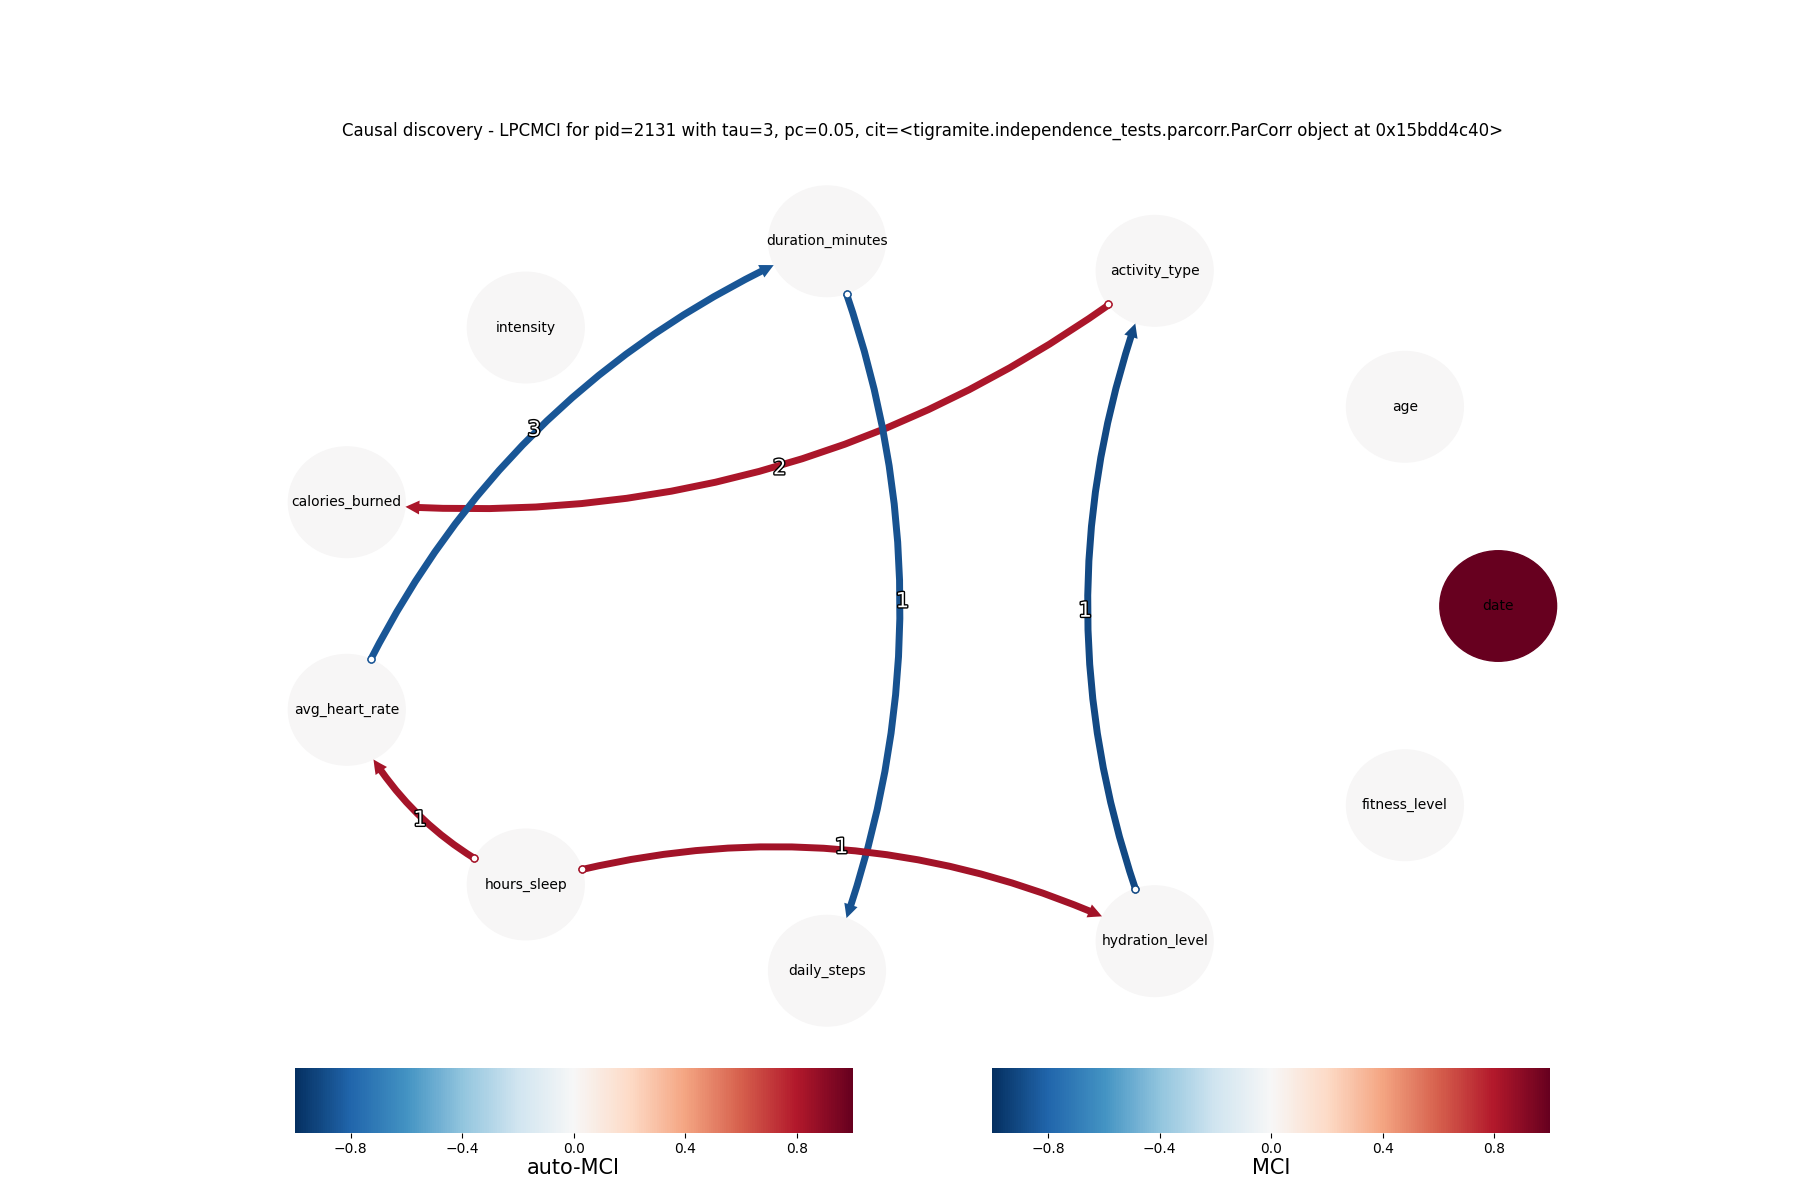 Causal discovery - LPCMCI for pid=2131 with tau=3, pc=0.05, cit=<tigramite.independence_tests.parcorr.ParCorr object at 0x15bdd4c40>
duration_minutes
activity_type
intensity
age
3
2
calories_burned
1
1
date
avg_heart_rate
fitness_level
1
1
hours_sleep
hydration_level
daily_steps
−0.8 −0.4 0.0 0.4 0.8
auto-MCI
−0.8 −0.4 0.0 0.4 0.8
MCI